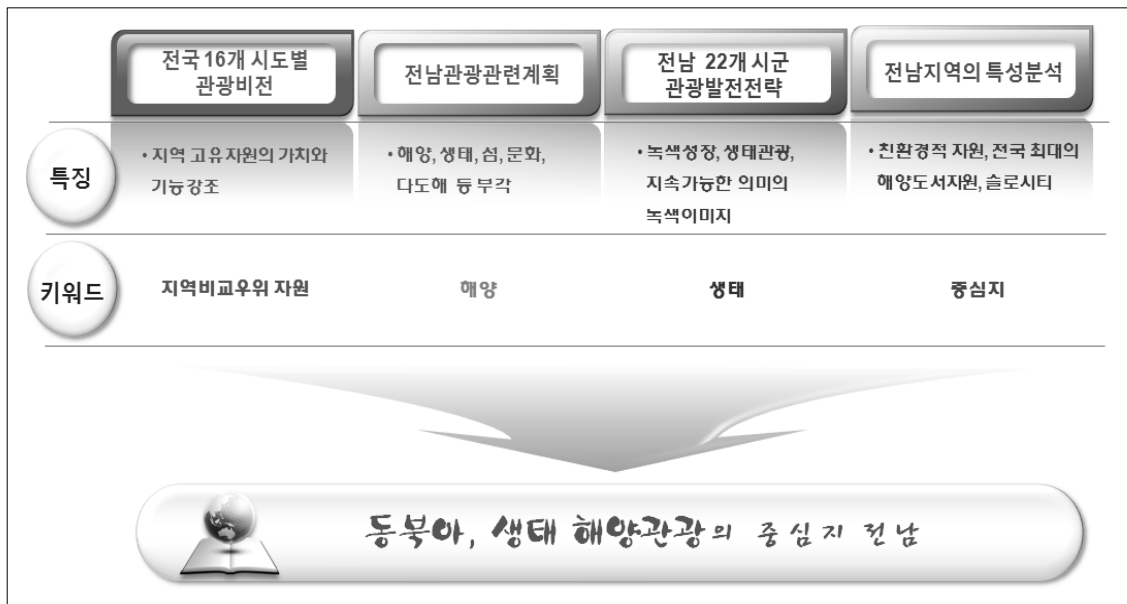 전국 16개 시도별
관광비전
전남관광관련계획
전남 22개 시군
관광발전전략
전남지역의 특성분석
특징
• 지역 고유자원의 가치와
기능강조
• 해양, 생태, 섬, 문화,
다도해 등 부각
• 녹색성장, 생태관광,
지속가능한 의미의
녹색이미지
• 친환경적 자원, 전국 최대의
해양도서자원, 슬로시티
키워드
지역비교우위 자원
해양
생태
중심지
동북아, 생태 해양관광의 중심지 전남